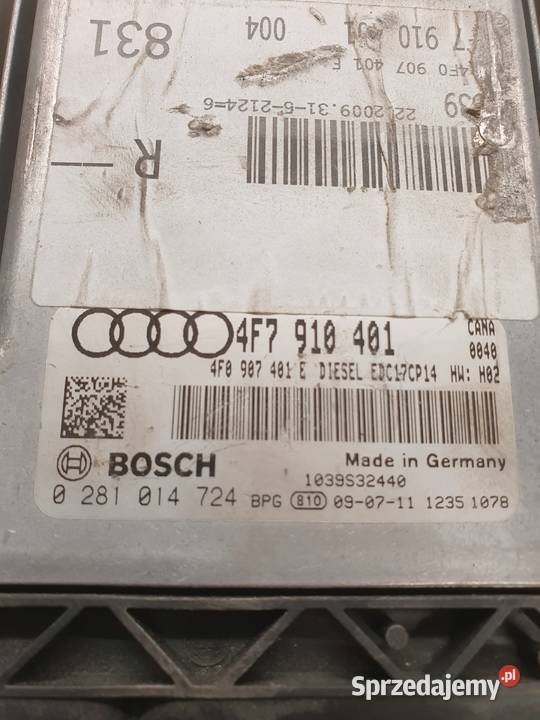 831
004
7 910 401
4F0 907 401 E
39
22.2009.31-5-2124=6
R —
4F7 910 401
CANA
0040
4F0 907 401 E DIESEL EDC17CP14 HW: H02
BOSCH
Made in Germany
1039S32440
0 281 014 724 BPG 810 09-07-11 1235 1078
Sprzedajemy.pl